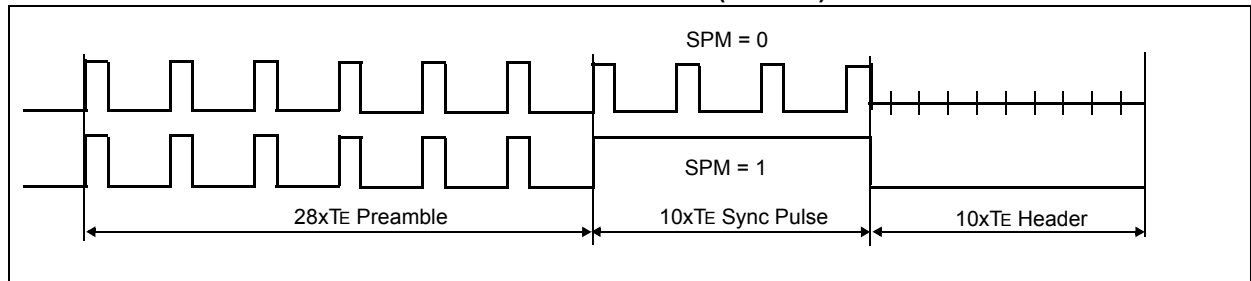 SPM = 0
SPM = 1
28xTE Preamble
10xTE Sync Pulse
10xTE Header